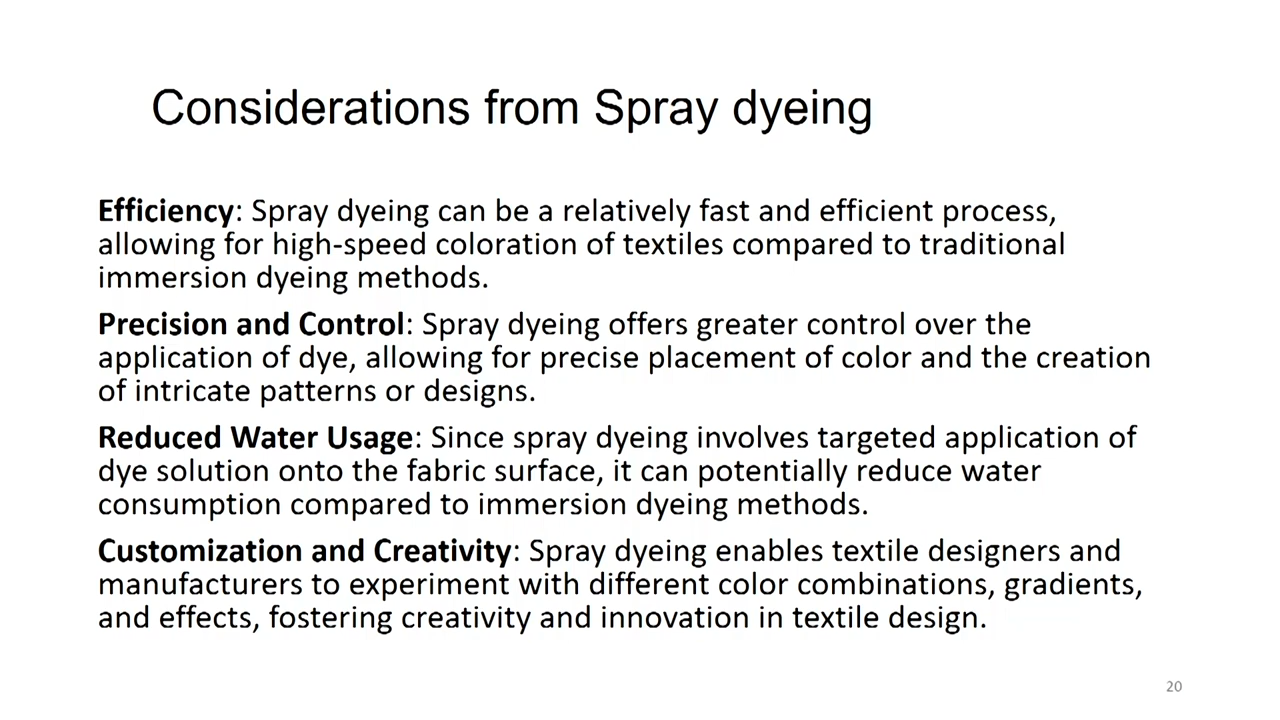 Considerations from Spray dyeing
Efficiency: Spray dyeing can be a relatively fast and efficient process,
allowing for high-speed coloration of textiles compared to traditional
immersion dyeing methods.
Precision and Control: Spray dyeing offers greater control over the
application of dye, allowing for precise placement of color and the creation
of intricate patterns or designs.
Reduced Water Usage: Since spray dyeing involves targeted application of
dye solution onto the fabric surface, it can potentially reduce water
consumption compared to immersion dyeing methods.
Customization and Creativity: Spray dyeing enables textile designers and
manufacturers to experiment with different color combinations, gradients,
and effects, fostering creativity and innovation in textile design.
20